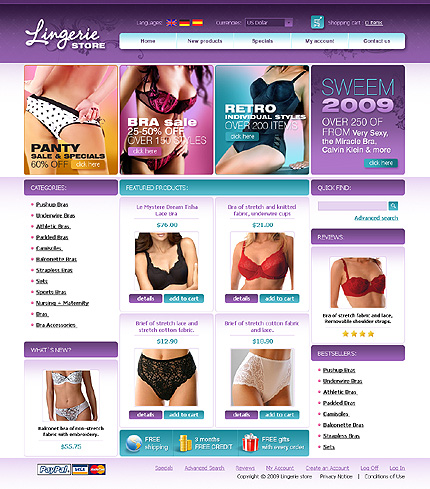 Lingerie
STORE
Languages:
Currencies: US Dollar
Shopping cart: 0 items
Home New products Specials My account Contact us
PANTY
SALE & SPECIALS
60% OFF click here
BRA sale
25-50% OFF
OVER 150 STYLES
click here
RETRO
INDIVIDUAL STYLES
OVER 200 ITEMS
click here
SWEEM
2009
OVER 250 OF
FROM Very Sexy,
the Miracle Bra,
Calvin Klein & more
click here
CATEGORIES:
Pushup Bras
Underwire Bras
Athletic Bras
Padded Bras
Camisoles
Balconette Bras
Strapless Bras
Sets
Sports Bras
Nursing + Maternity
Bras
Bra Accessories
WHAT'S NEW?
Balconet bra of non-stretch
fabric with embroidery.
$55.75
FEATURED PRODUCTS:
Le Mystere Dream Tisha
Lace Bra
$76.00
details add to cart
Bra of stretch and knitted
fabric, underwire cups
$21.00
details add to cart
Brief of stretch lace and
stretch cotton fabric.
$12.90
details add to cart
Brief of stretch cotton fabric
and lace.
$18.90
details add to cart
FREE
shipping
3 months
FREE CREDIT
FREE gifts
with every order
QUICK FIND:
Advanced search
REVIEWS:
Bra of stretch fabric and lace,
Removable shoulder straps.
BESTSELLERS:
Pushup Bras
Underwire Bras
Athletic Bras
Padded Bras
Camisoles
Balconette Bras
Strapless Bras
Sets
PayPal VISA
Specials Advanced Search Reviews My Account Create an Account Log Off Log In
Copyright © 2009 Lingerie store Privacy Notice | Conditions of Use